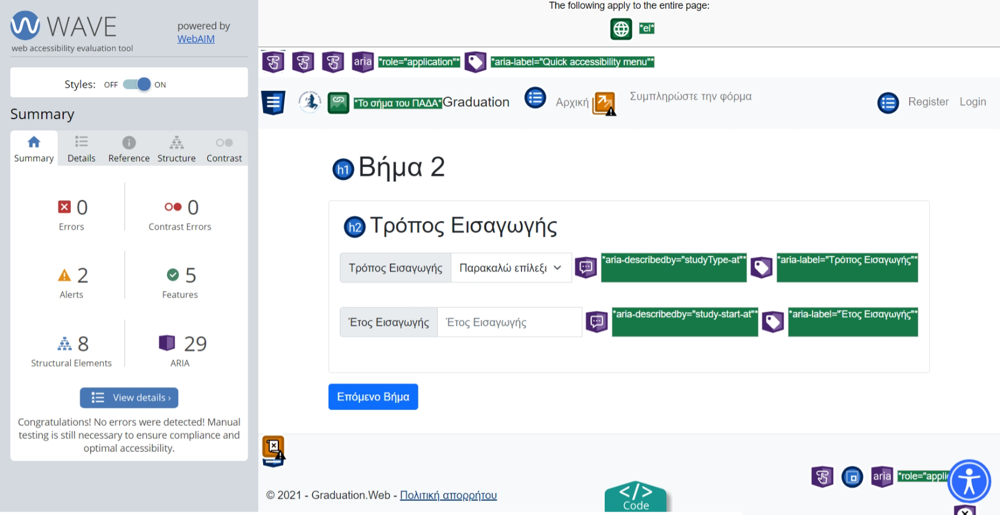 WAVE
powered by
WebAIM
web accessibility evaluation tool
Styles: OFF ON
Summary
Summary Details Reference Structure Contrast
0
Errors
0
Contrast Errors
2
Alerts
5
Features
8
Structural Elements
29
ARIA
View details ›
Congratulations! No errors were detected! Manual
testing is still necessary to ensure compliance and
optimal accessibility.
The following apply to the entire page:
*el*
aria *role="application"* *aria-label="Quick accessibility menu"*
*Το σήμα του ΠΑΔΑ*Graduation Αρχική Συμπληρώστε την φόρμα Register Login
h1 Βήμα 2
h2 Τρόπος Εισαγωγής
Τρόπος Εισαγωγής Παρακαλώ επίλεξε *aria-describedby="studyType-at"* *aria-label="Τρόπος Εισαγωγής"*
Έτος Εισαγωγής Έτος Εισαγωγής *aria-describedby="study-start-at"* *aria-label="Έτος Εισαγωγής"*
Επόμενο Βήμα
aria *role="applic
© 2021 - Graduation.Web - Πολιτική απορρήτου
</> Code